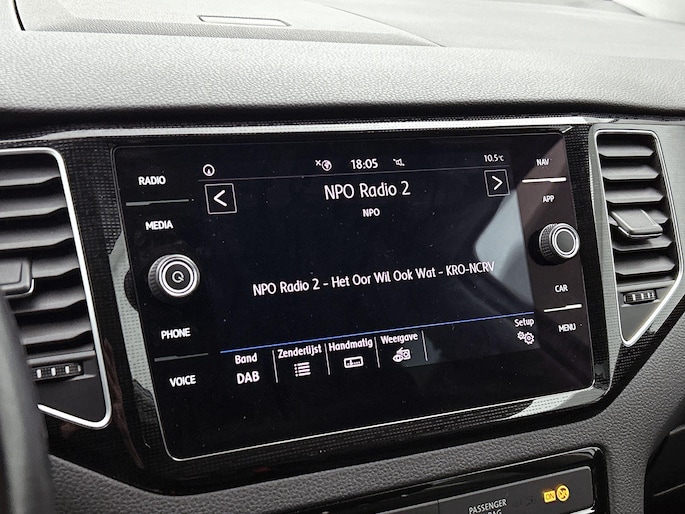 RADIO
MEDIA
PHONE
VOICE
18:05
10.5°C
NPO Radio 2
NPO
NPO Radio 2 - Het Oor Wil Ook Wat - KRO-NCRV
Band
DAB
Zenderlijst
Handmatig
Weergave
Setup
NAV
APP
CAR
MENU
PASSENGER
ON